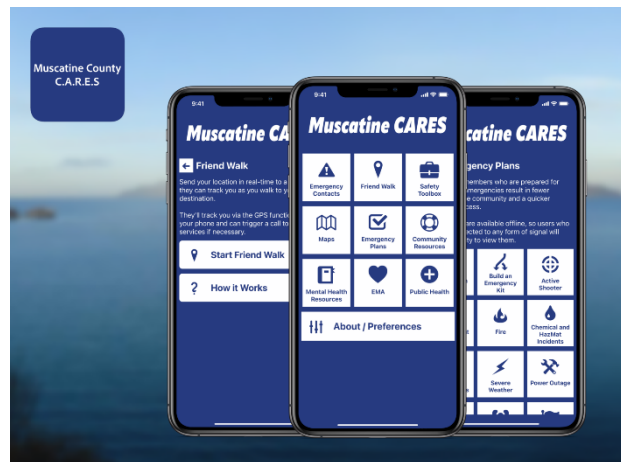 Muscatine County
C.A.R.E.S
9:41
Muscatine CA
Friend Walk
Send your location in real-time to a
they can track you as you walk to yo
destination.
They'll track you via the GPS functio
your phone and can trigger a call to
services if necessary.
Start Friend Walk
How it Works
9:41
Muscatine CARES
Emergency
Contacts
Friend Walk
Safety
Toolbox
Maps
Emergency
Plans
Community
Resources
Mental Health
Resources
EMA
Public Health
About / Preferences
catine CARES
ency Plans
embers who are prepared for
mergencies result in fewer
e community and a quicker
cess.
are available offline, so users who
ected to any form of signal will
ty to view them.
Build an
Emergency
Kit
Active
Shooter
Fire
Chemical and
HazMat
Incidents
Severe
Weather
Power Outage